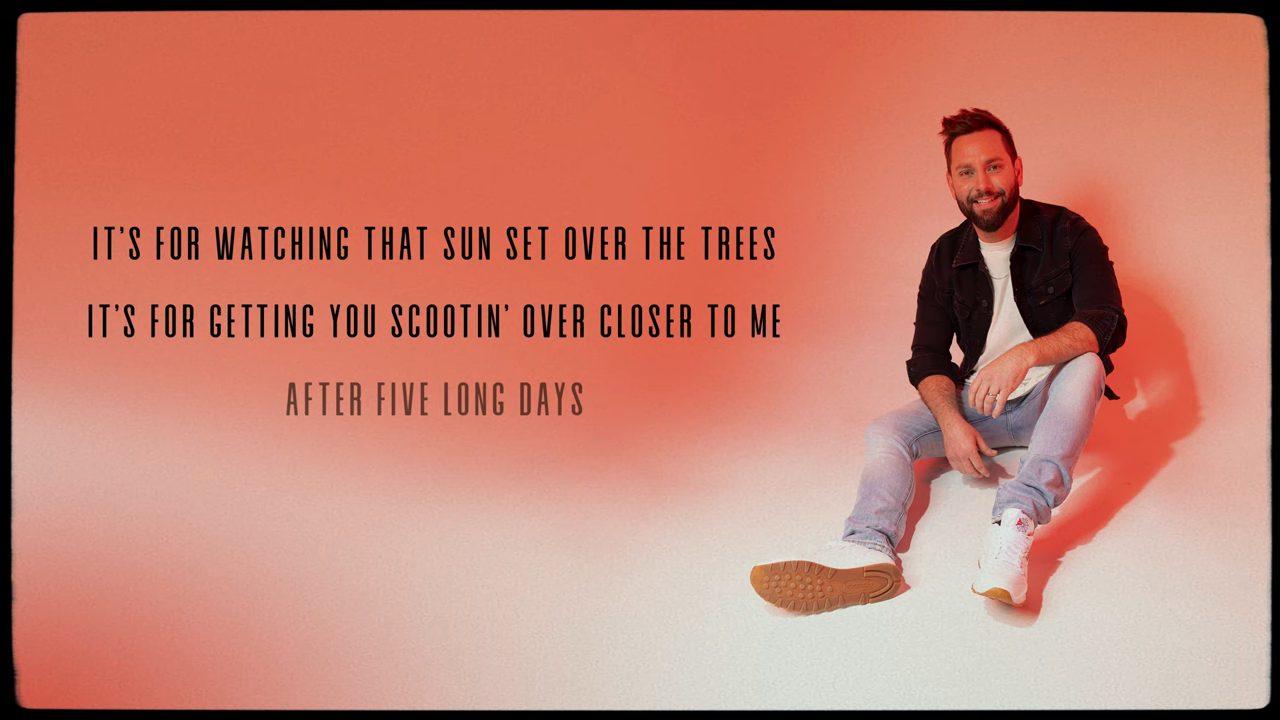 IT'S FOR WATCHING THAT SUN SET OVER THE TREES
IT'S FOR GETTING YOU SCOOTIN' OVER CLOSER TO ME
AFTER FIVE LONG DAYS